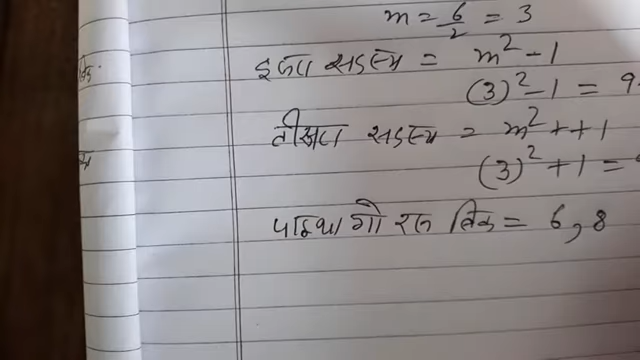 m = 6/2 = 3
दूजा सदस्य = m² - 1
(3)² - 1 = 9
तीसरा सदस्य = m² + + 1
(3)² + 1 =
पाइथागोरस त्रिक = 6, 8